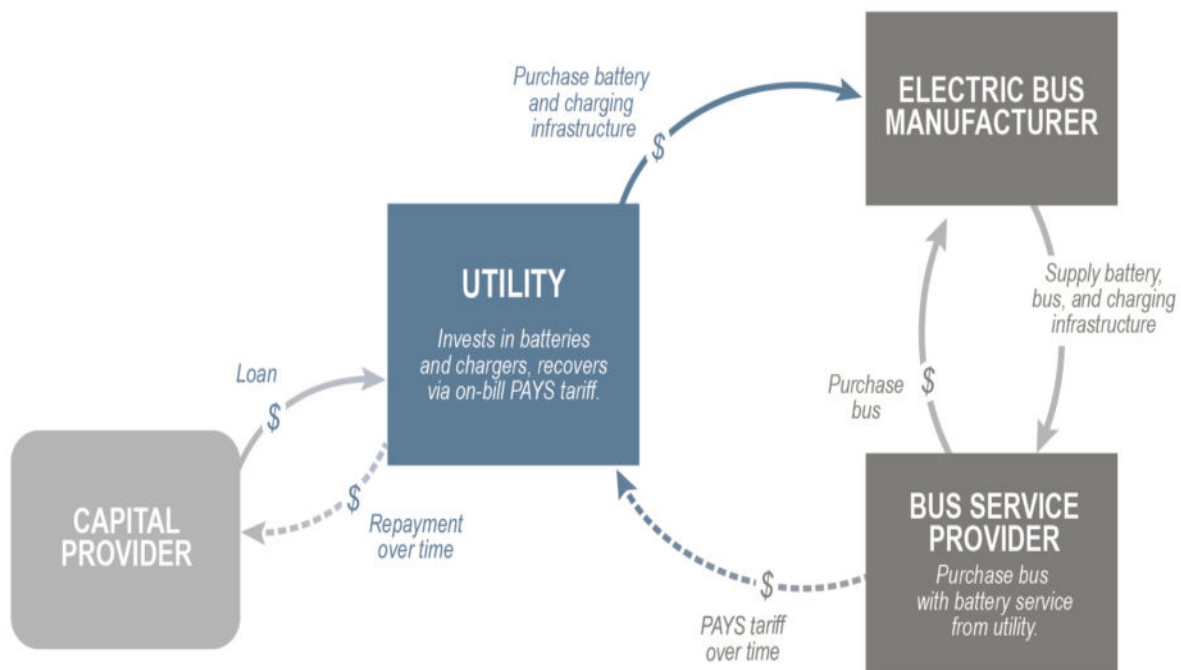 Purchase battery
and charging
infrastructure
$
ELECTRIC BUS
MANUFACTURER
UTILITY
Invests in batteries
and chargers, recovers
via on-bill PAYS tariff.
Supply battery,
bus, and charging
infrastructure
Loan
$
Purchase
bus
$
CAPITAL
PROVIDER
$
Repayment
over time
BUS SERVICE
PROVIDER
Purchase bus
with battery service
from utility.
$
PAYS tariff
over time